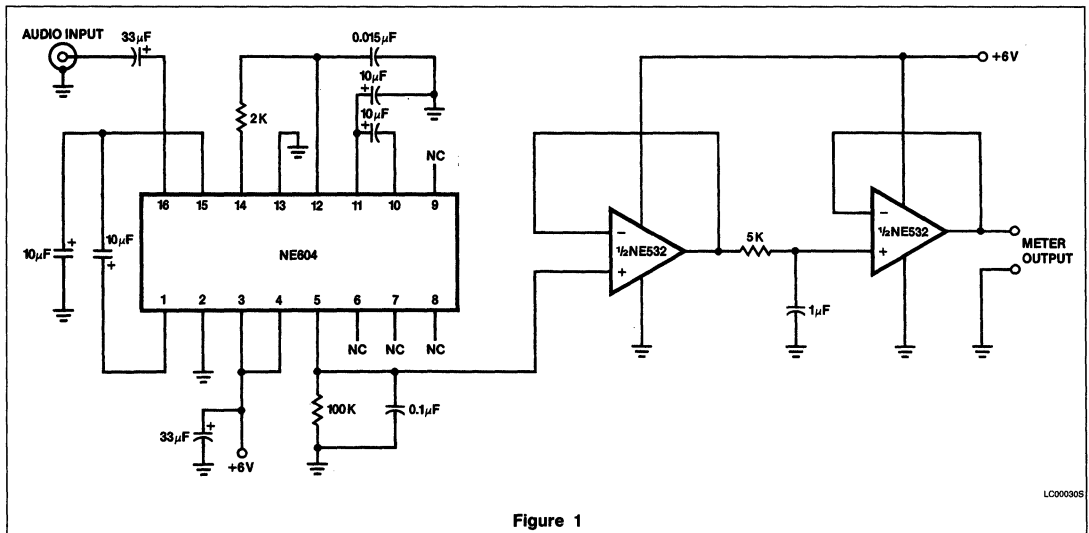 AUDIO INPUT
33μF
+
0.015μF
10μF
+
10μF
+
2K
NC
+6V
16 15 14 13 12 11 10 9
10μF
+
10μF
+
NE604
1 2 3 4 5 6 7 8
NC NC NC
33μF
+
+6V
100K
0.1μF
−
½NE532
+
5K
1μF
−
½NE532
+
METER
OUTPUT
LC00030S
Figure 1